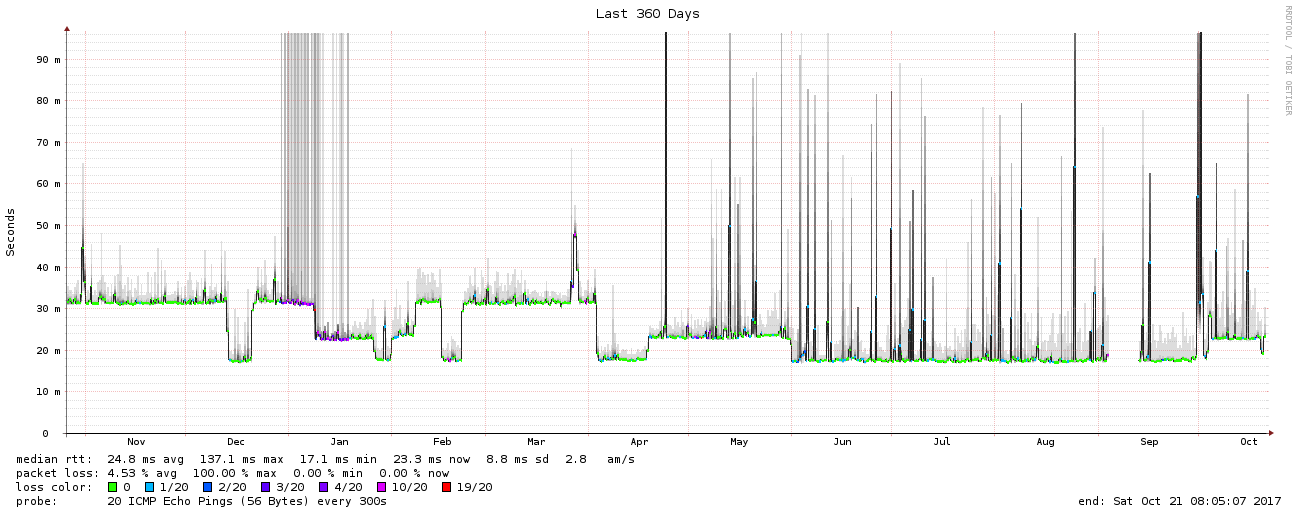 Last 360 Days
RRDTOOL / TOBI OETIKER
Seconds
90 m
80 m
70 m
60 m
50 m
40 m
30 m
20 m
10 m
0
Nov Dec Jan Feb Mar Apr May Jun Jul Aug Sep Oct
median rtt: 24.8 ms avg 137.1 ms max 17.1 ms min 23.3 ms now 8.8 ms sd 2.8 am/s
packet loss: 4.53 % avg 100.00 % max 0.00 % min 0.00 % now
loss color: 0 1/20 2/20 3/20 4/20 10/20 19/20
probe: 20 ICMP Echo Pings (56 Bytes) every 300s end: Sat Oct 21 08:05:07 2017